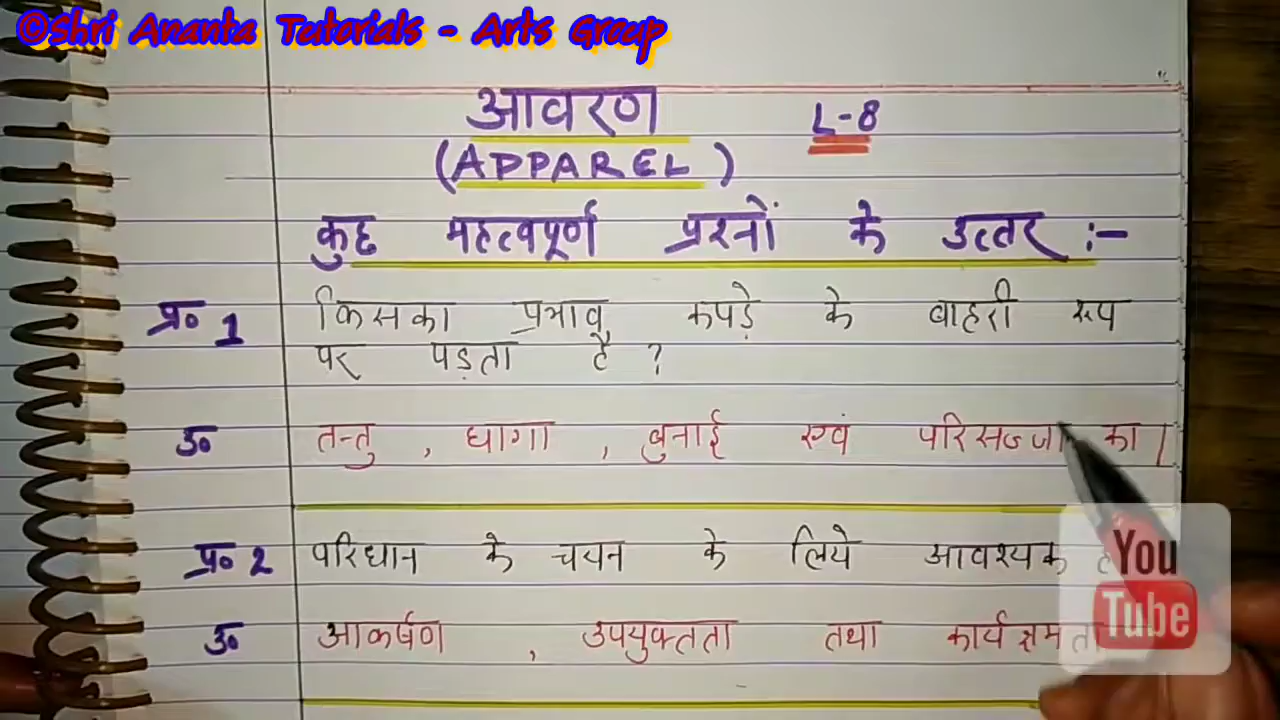 ©Shri Ananta Tutorials - Arts Group
आवरण L-8
(APPAREL)
कुछ महत्वपूर्ण प्रश्नों के उत्तर :-
प्र० 1 किसका प्रभाव कपड़े के बाहरी रूप
पर पड़ता है ?
उ० तन्तु , धागा , बुनाई एवं परिसज्जा का |
प्र० 2 परिधान के चयन के लिये आवश्यक
उ० आकर्षण , उपयुक्तता तथा कार्यक्षमता
You
Tube